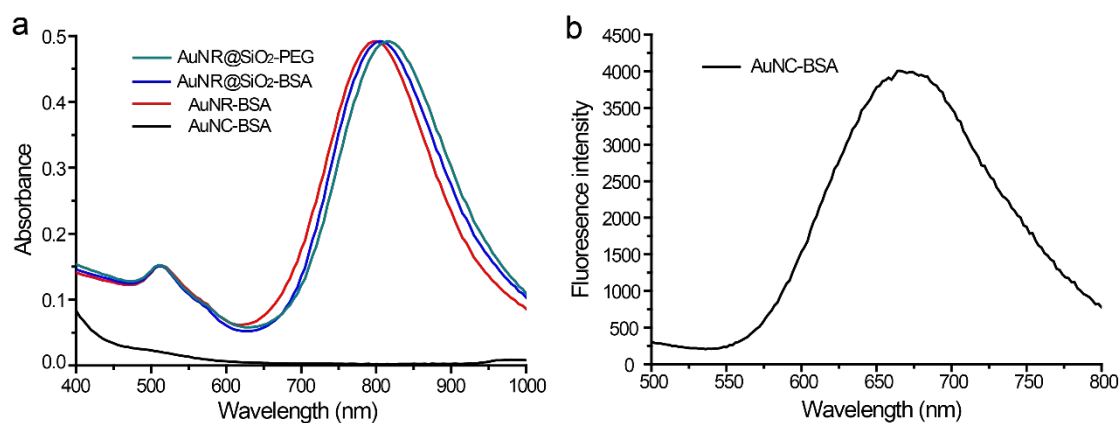 a
0.5
0.4
0.3
0.2
0.1
0.0
Absorbance
AuNR@SiO₂-PEG
AuNR@SiO₂-BSA
AuNR-BSA
AuNC-BSA
400 500 600 700 800 900 1000
Wavelength (nm)
b
4500
4000
3500
3000
2500
2000
1500
1000
500
0
Fluoresence intensity
AuNC-BSA
500 550 600 650 700 750 800
Wavelength (nm)